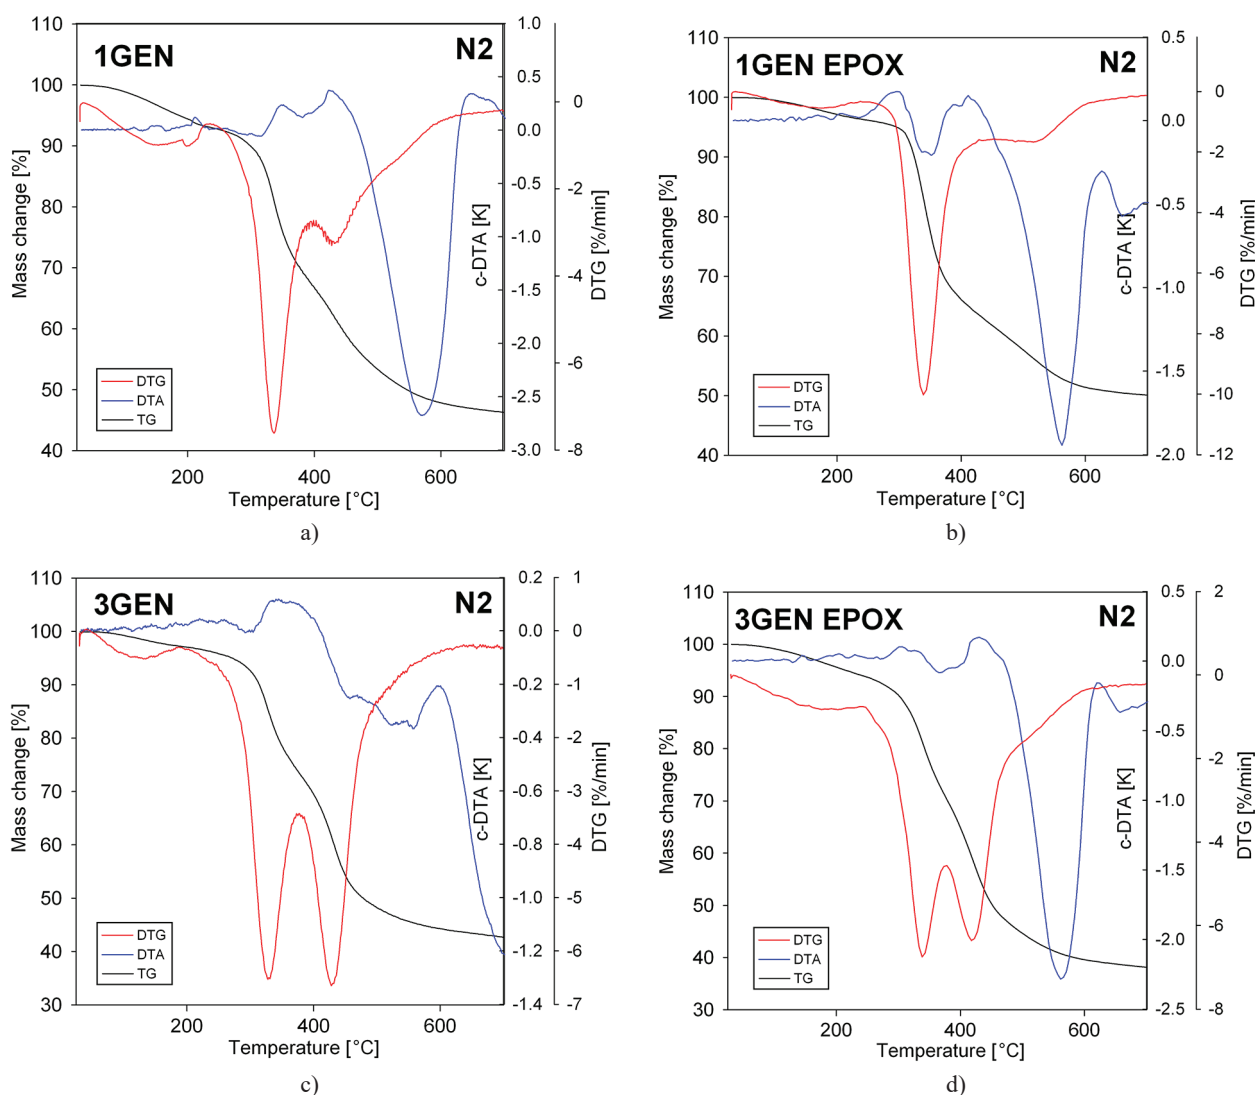 1GEN N2
110
100
90
80
70
60
50
40
Mass change [%]
1.0
0.5
0.0
-0.5
-1.0
-1.5
-2.0
-2.5
-3.0
c-DTA [K]
0
-2
-4
-6
-8
DTG [%/min]
DTG
DTA
TG
200 400 600
Temperature [°C]
a)
1GEN EPOX N2
110
100
90
80
70
60
50
40
Mass change [%]
0.5
0.0
-0.5
-1.0
-1.5
-2.0
c-DTA [K]
0
-2
-4
-6
-8
-10
-12
DTG [%/min]
DTG
DTA
TG
200 400 600
Temperature [°C]
b)
3GEN N2
110
100
90
80
70
60
50
40
30
Mass change [%]
0.2
0.0
-0.2
-0.4
-0.6
-0.8
-1.0
-1.2
-1.4
c-DTA [K]
1
0
-1
-2
-3
-4
-5
-6
-7
DTG [%/min]
DTG
DTA
TG
200 400 600
Temperature [°C]
c)
3GEN EPOX N2
110
100
90
80
70
60
50
40
30
Mass change [%]
0.5
0.0
-0.5
-1.0
-1.5
-2.0
-2.5
c-DTA [K]
2
0
-2
-4
-6
-8
DTG [%/min]
DTG
DTA
TG
200 400 600
Temperature [°C]
d)